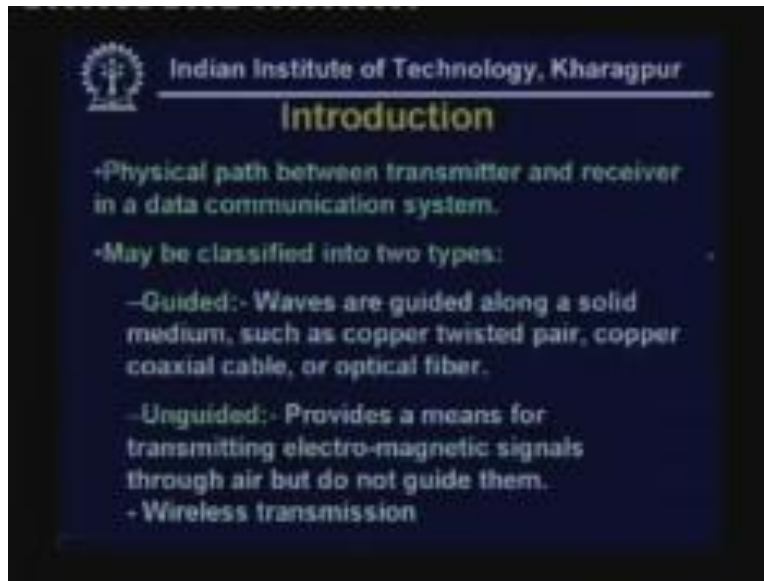 Indian Institute of Technology, Kharagpur
Introduction
•Physical path between transmitter and receiver
in a data communication system.
•May be classified into two types:
–Guided:- Waves are guided along a solid
medium, such as copper twisted pair, copper
coaxial cable, or optical fiber.
–Unguided:- Provides a means for
transmitting electro-magnetic signals
through air but do not guide them.
- Wireless transmission